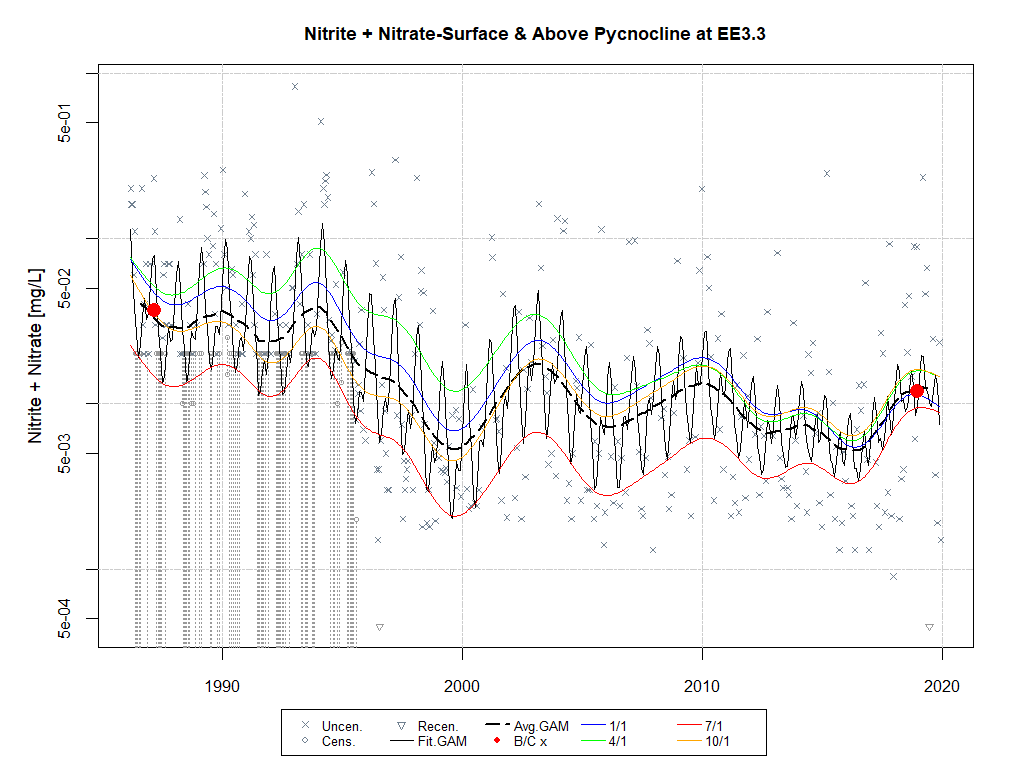 Nitrite + Nitrate-Surface & Above Pycnocline at EE3.3
Nitrite + Nitrate [mg/L]
5e-01
5e-02
5e-03
5e-04
1990 2000 2010 2020
Uncen. Recen. Avg.GAM 1/1 7/1
Cens. Fit.GAM B/C x 4/1 10/1